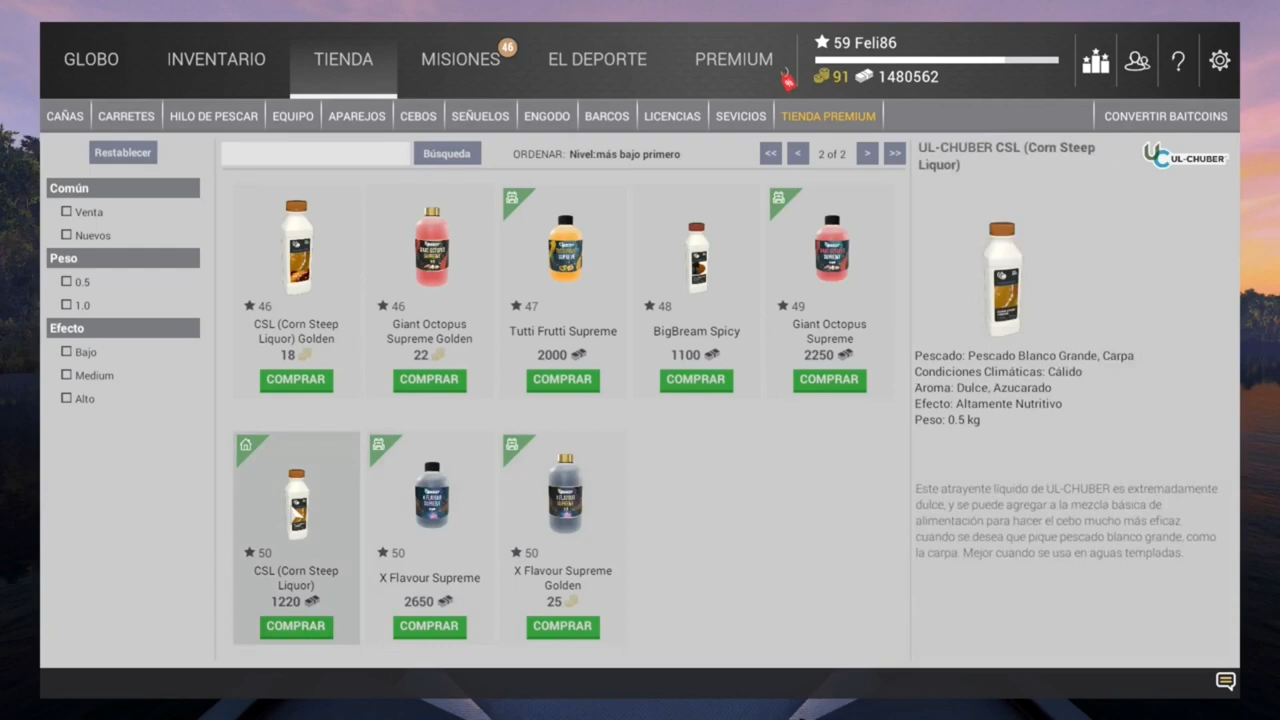 GLOBO
INVENTARIO
TIENDA
MISIONES
46
EL DEPORTE
PREMIUM
59 Feli86
91 1480562
?
CAÑAS
CARRETES
HILO DE PESCAR
EQUIPO
APAREJOS
CEBOS
SEÑUELOS
ENGODO
BARCOS
LICENCIAS
SEVICIOS
TIENDA PREMIUM
CONVERTIR BAITCOINS
Restablecer
Búsqueda
ORDENAR: Nivel:más bajo primero
<<
<
2 of 2
>
>>
Común
Venta
Nuevos
Peso
0.5
1.0
Efecto
Bajo
Medium
Alto
46
CSL (Corn Steep
Liquor) Golden
18
COMPRAR
46
Giant Octopus
Supreme Golden
22
COMPRAR
47
Tutti Frutti Supreme
2000
COMPRAR
48
BigBream Spicy
1100
COMPRAR
49
Giant Octopus
Supreme
2250
COMPRAR
50
CSL (Corn Steep
Liquor)
1220
COMPRAR
50
X Flavour Supreme
2650
COMPRAR
50
X Flavour Supreme
Golden
25
COMPRAR
UL-CHUBER CSL (Corn Steep
Liquor)
UL-CHUBER
Pescado: Pescado Blanco Grande, Carpa
Condiciones Climáticas: Cálido
Aroma: Dulce, Azucarado
Efecto: Altamente Nutritivo
Peso: 0.5 kg
Este atrayente líquido de UL-CHUBER es extremadamente
dulce, y se puede agregar a la mezcla básica de
alimentación para hacer el cebo mucho más eficaz
cuando se desea que pique pescado blanco grande, como
la carpa. Mejor cuando se usa en aguas templadas.